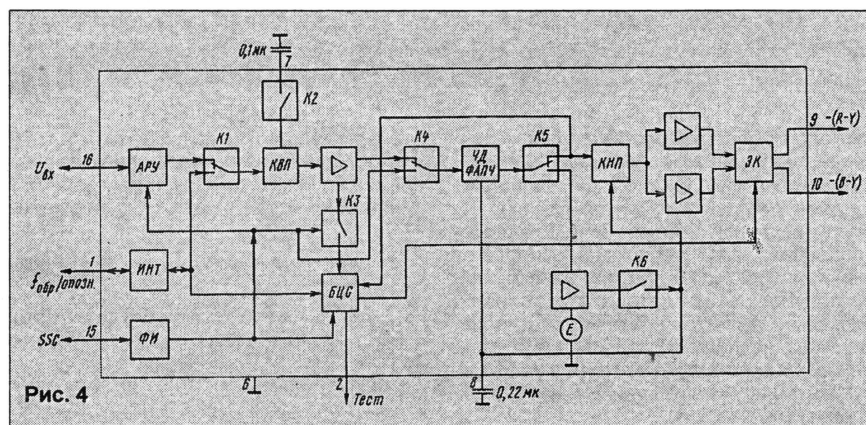 0,1мк
7
К2
К1
К4
К5
9 -(R-Y)
Uвх
16
АРУ
КВП
ЧД
ФАПЧ
КНП
ЭК
10 -(B-Y)
К3
1
fобр/опозн.
ИНТ
БЦС
К6
E
SSC
15
ФИ
6
2
8
0,22 мк
Тест
Рис. 4